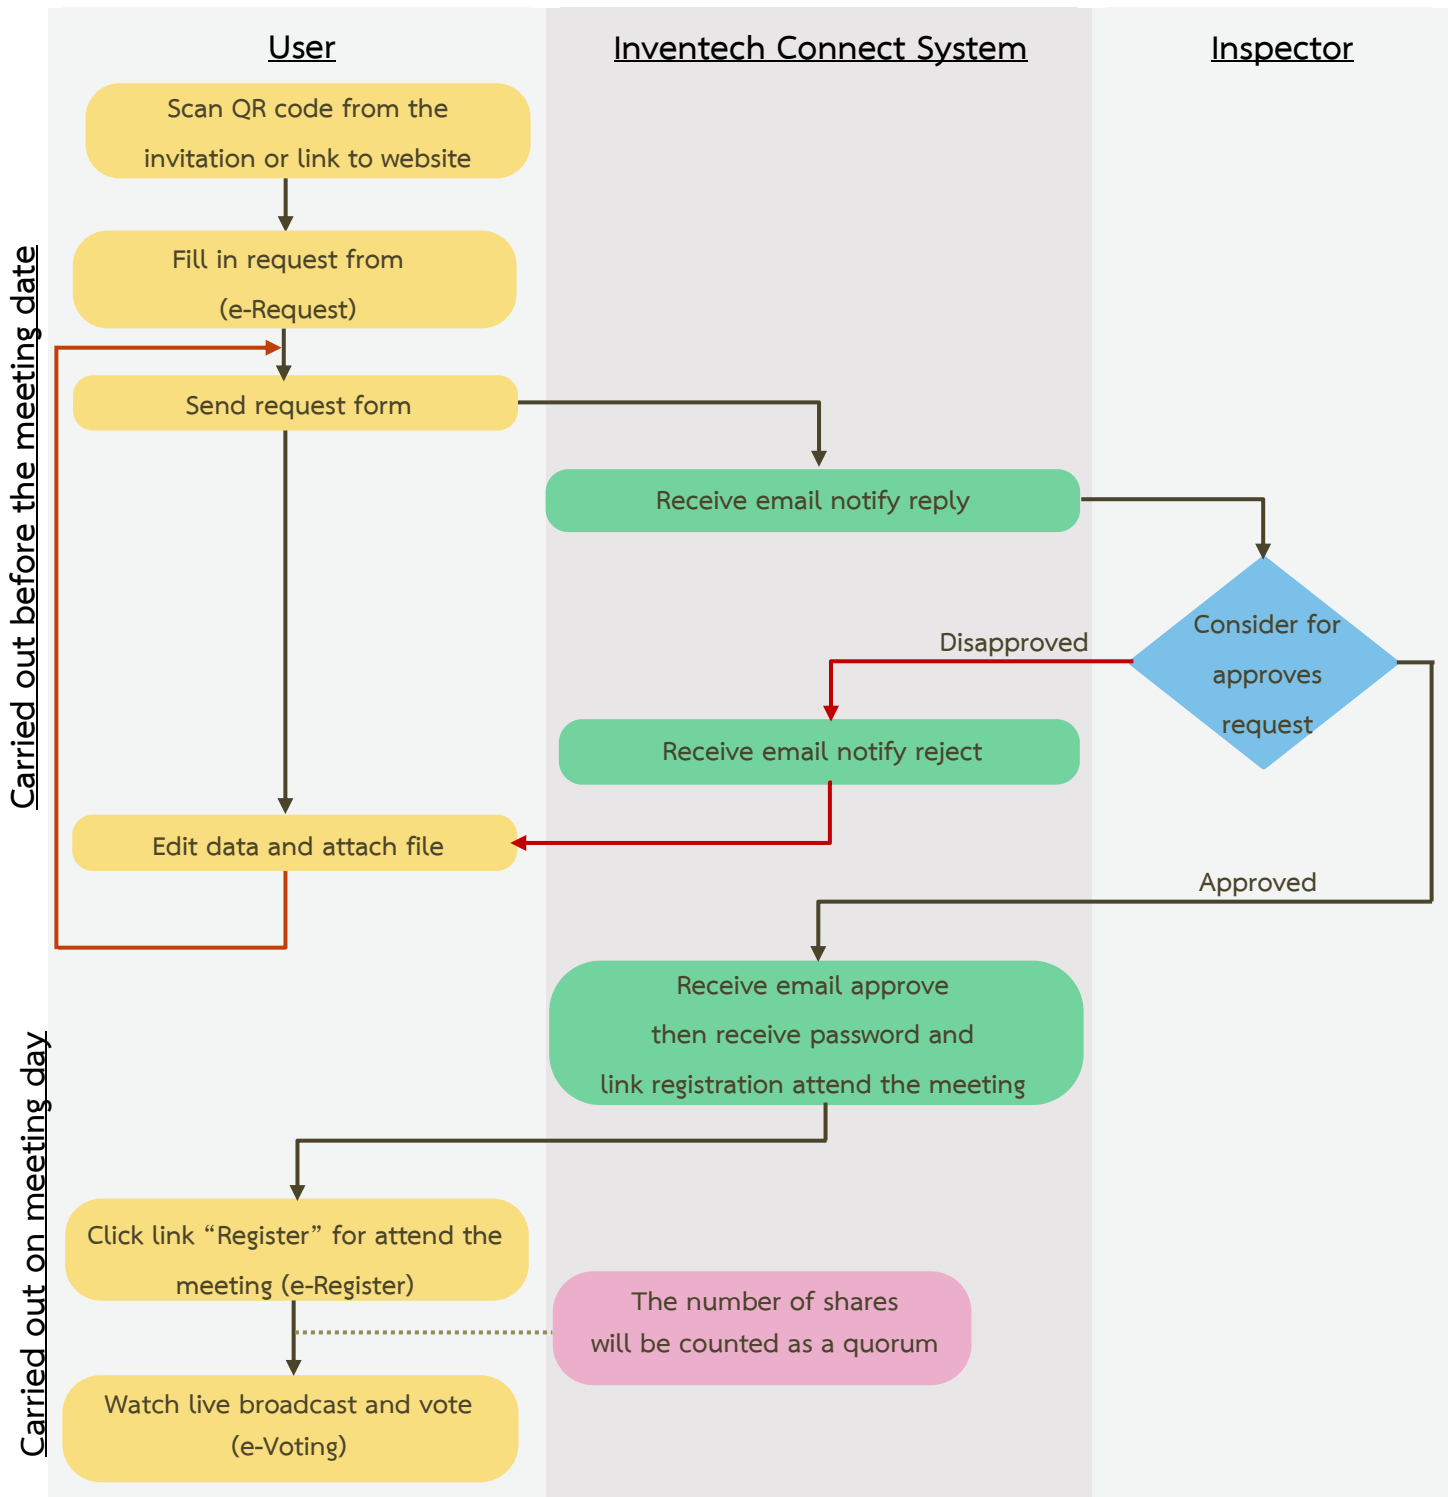 User
Inventech Connect System
Inspector
Scan QR code from the
invitation or link to website
Fill in request from
(e-Request)
Send request form
Receive email notify reply
Consider for
approves
request
Disapproved
Receive email notify reject
Edit data and attach file
Approved
Receive email approve
then receive password and
link registration attend the meeting
Click link “Register” for attend the
meeting (e-Register)
The number of shares
will be counted as a quorum
Watch live broadcast and vote
(e-Voting)
Carried out before the meeting date
Carried out on meeting day